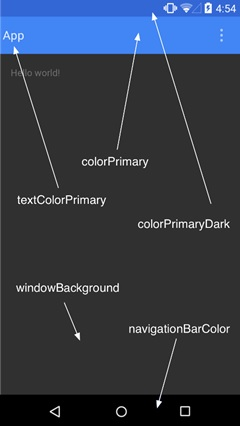 4:54
App
Hello world!
colorPrimary
textColorPrimary
colorPrimaryDark
windowBackground
navigationBarColor